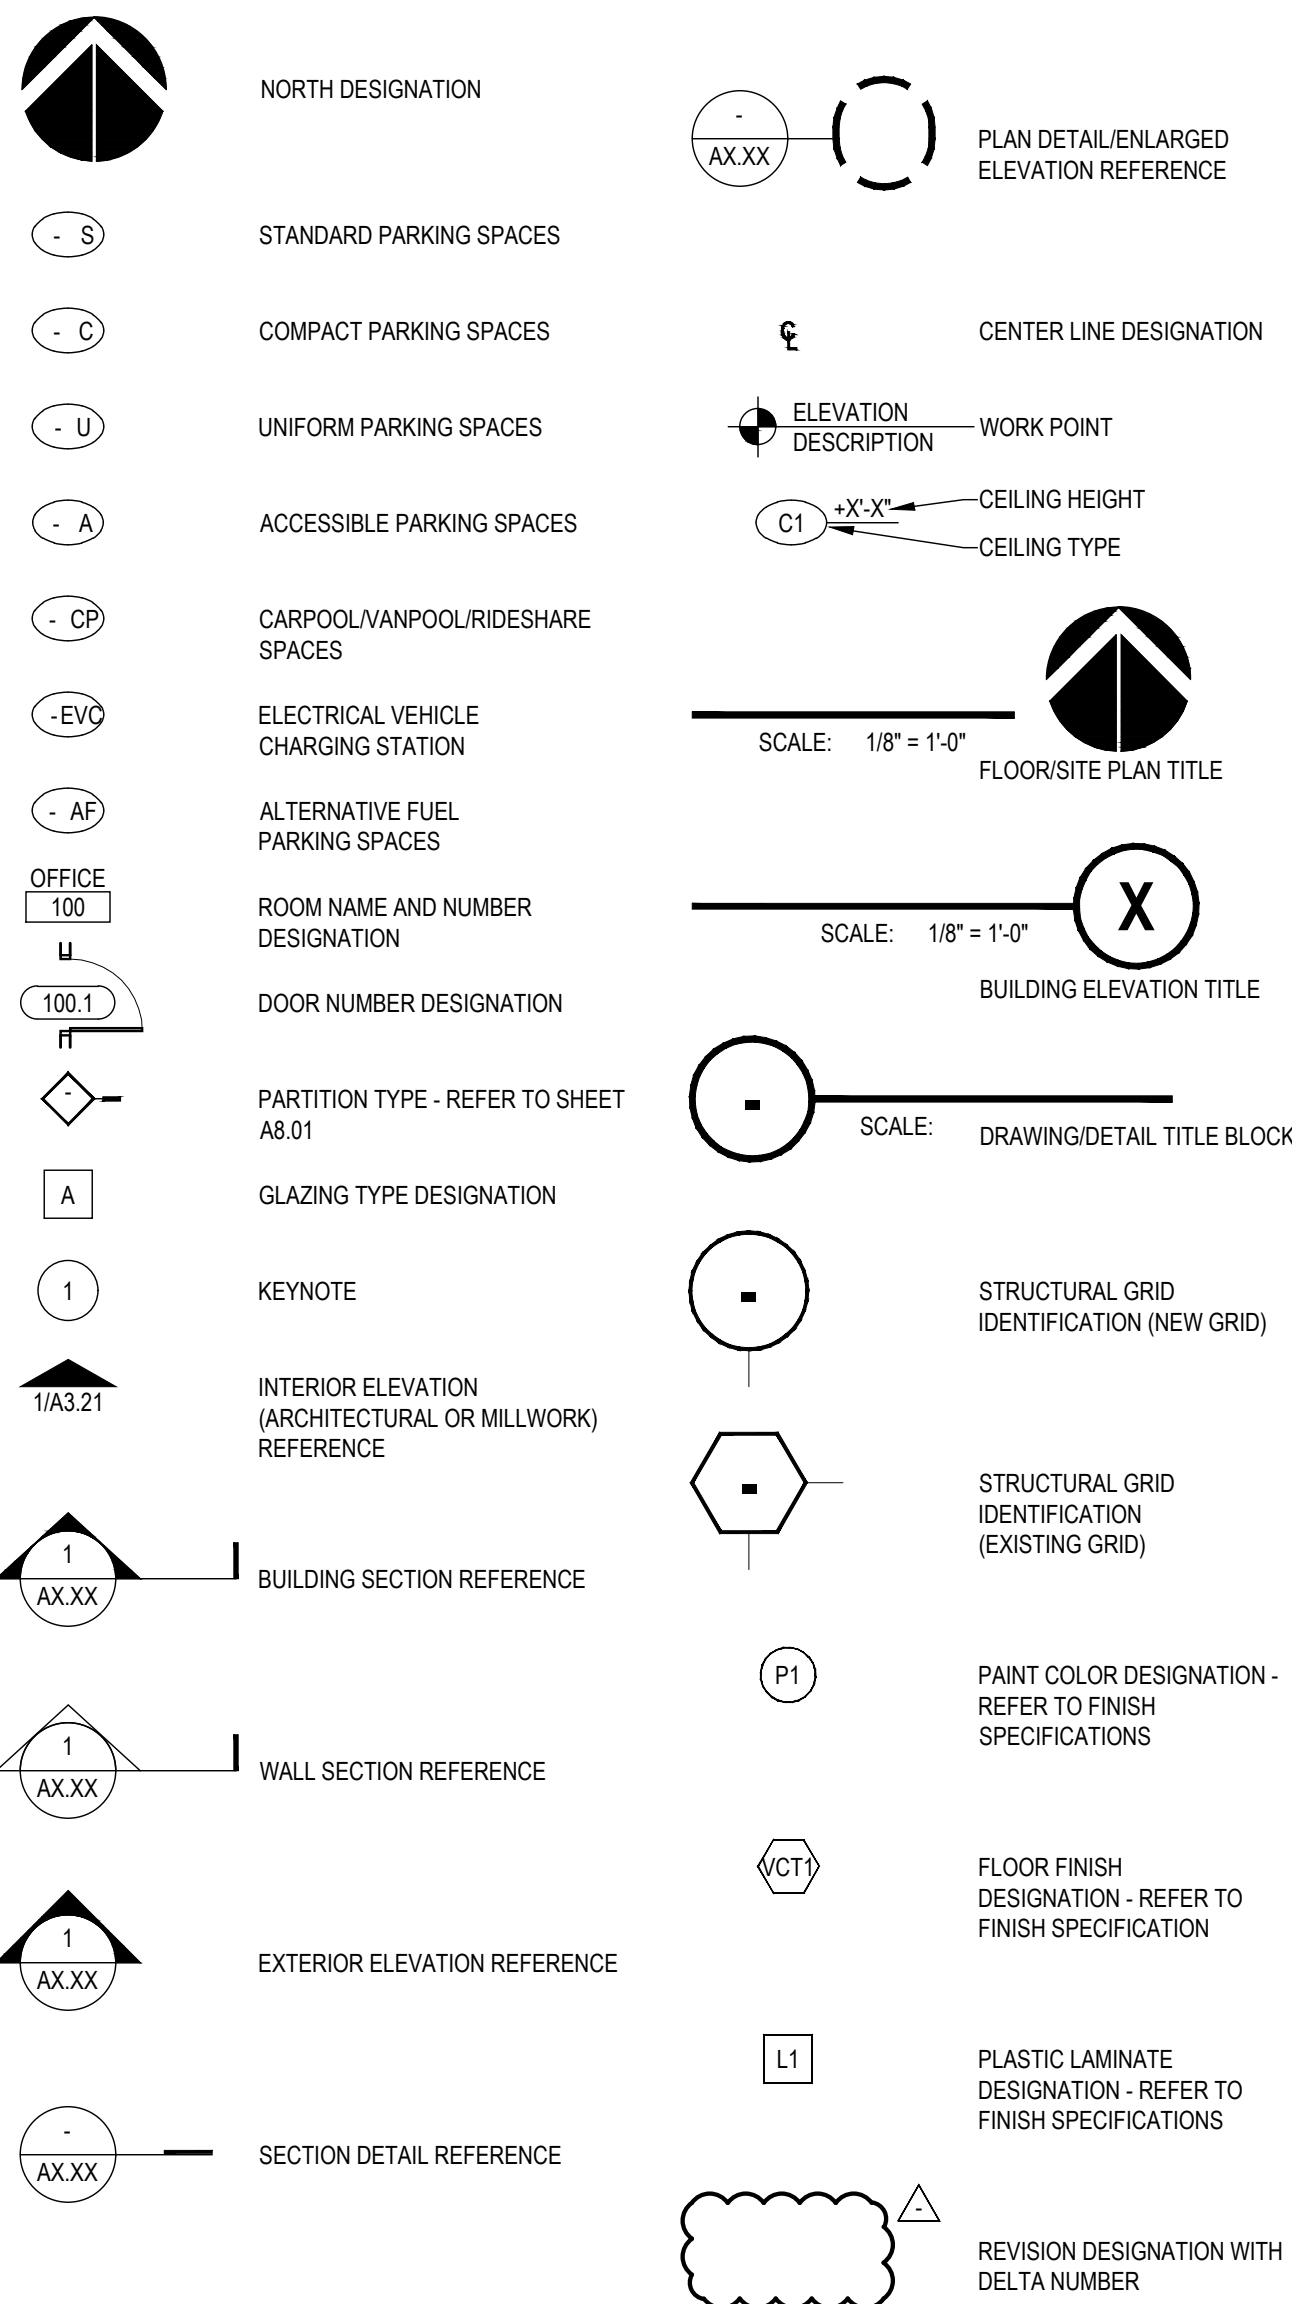 NORTH DESIGNATION
- S
STANDARD PARKING SPACES
- C
COMPACT PARKING SPACES
- U
UNIFORM PARKING SPACES
- A
ACCESSIBLE PARKING SPACES
- CP
CARPOOL/VANPOOL/RIDESHARE
SPACES
-EVC
ELECTRICAL VEHICLE
CHARGING STATION
- AF
ALTERNATIVE FUEL
PARKING SPACES
OFFICE
100
ROOM NAME AND NUMBER
DESIGNATION
100.1
DOOR NUMBER DESIGNATION
-
PARTITION TYPE - REFER TO SHEET
A8.01
A
GLAZING TYPE DESIGNATION
1
KEYNOTE
1/A3.21
INTERIOR ELEVATION
(ARCHITECTURAL OR MILLWORK)
REFERENCE
1
AX.XX
BUILDING SECTION REFERENCE
1
AX.XX
WALL SECTION REFERENCE
1
AX.XX
EXTERIOR ELEVATION REFERENCE
-
AX.XX
SECTION DETAIL REFERENCE
-
AX.XX
PLAN DETAIL/ENLARGED
ELEVATION REFERENCE
℄
CENTER LINE DESIGNATION
ELEVATION
DESCRIPTION
WORK POINT
C1
+X'-X"
CEILING HEIGHT
CEILING TYPE
SCALE: 1/8" = 1'-0"
FLOOR/SITE PLAN TITLE
X
SCALE: 1/8" = 1'-0"
BUILDING ELEVATION TITLE
-
SCALE:
DRAWING/DETAIL TITLE BLOCK
-
STRUCTURAL GRID
IDENTIFICATION (NEW GRID)
-
STRUCTURAL GRID
IDENTIFICATION
(EXISTING GRID)
P1
PAINT COLOR DESIGNATION -
REFER TO FINISH
SPECIFICATIONS
VCT1
FLOOR FINISH
DESIGNATION - REFER TO
FINISH SPECIFICATION
L1
PLASTIC LAMINATE
DESIGNATION - REFER TO
FINISH SPECIFICATIONS
-
REVISION DESIGNATION WITH
DELTA NUMBER